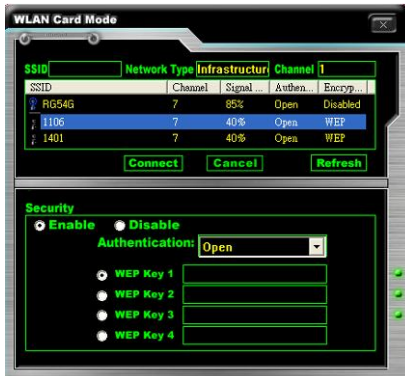 WLAN Card Mode
SSID Network Type Infrastructur Channel 1
SSID Channel Signal ... Authen... Encryp...
RG54G 7 85% Open Disabled
1106 7 40% Open WEP
1401 7 40% Open WEP
Connect Cancel Refresh
Security
Enable Disable
Authentication: Open
WEP Key 1
WEP Key 2
WEP Key 3
WEP Key 4